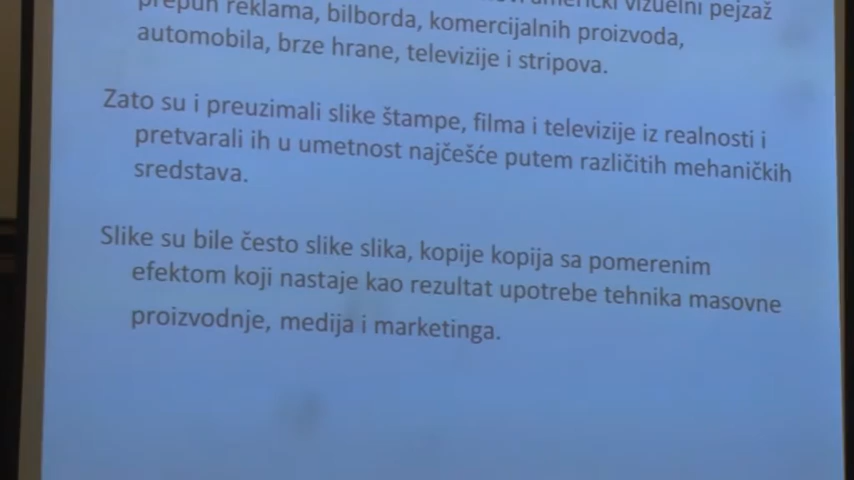 američki vizuelni pejzaž
prepun reklama, bilborda, komercijalnih proizvoda,
automobila, brze hrane, televizije i stripova.
Zato su i preuzimali slike štampe, filma i televizije iz realnosti i
pretvarali ih u umetnost najčešće putem različitih mehaničkih
sredstava.
Slike su bile često slike slika, kopije kopija sa pomerenim
efektom koji nastaje kao rezultat upotrebe tehnika masovne
proizvodnje, medija i marketinga.